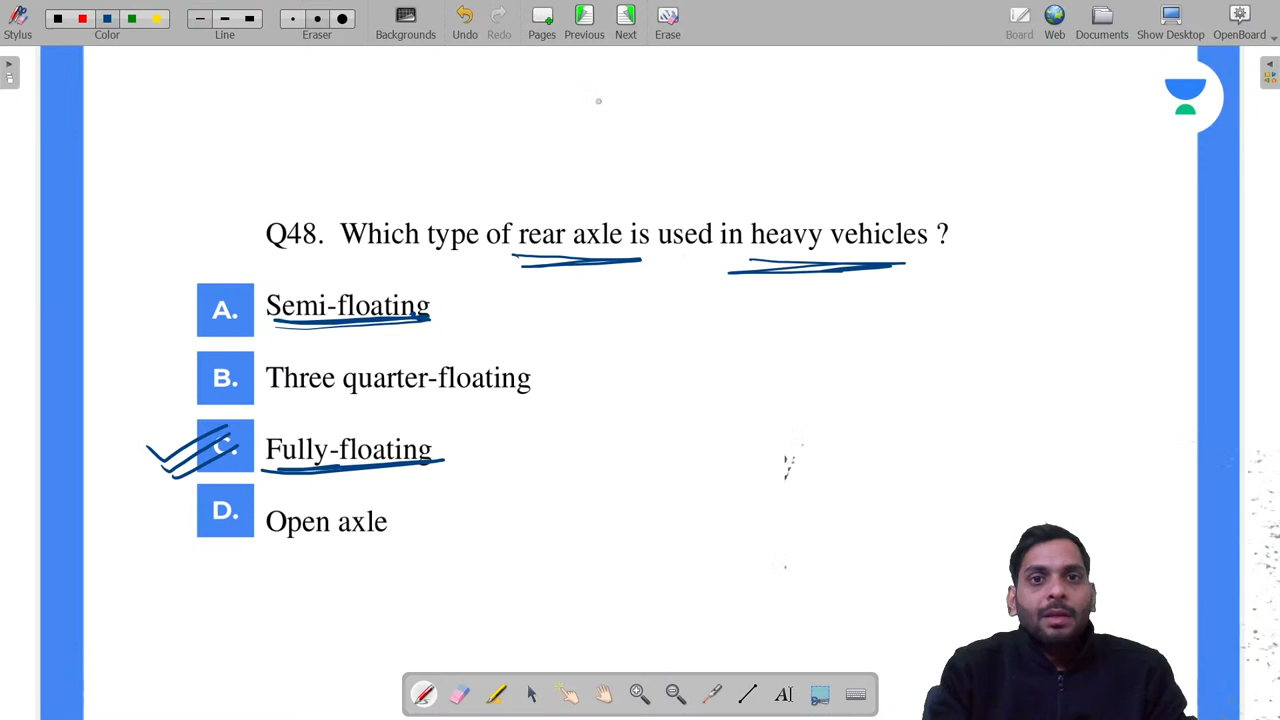 Stylus
Color
Line
Eraser
Backgrounds
Undo
Redo
Pages
Previous
Next
Erase
Board
Web
Documents
Show Desktop
OpenBoard
Q48. Which type of rear axle is used in heavy vehicles ?
A. Semi-floating
B. Three quarter-floating
C. Fully-floating
D. Open axle
AI